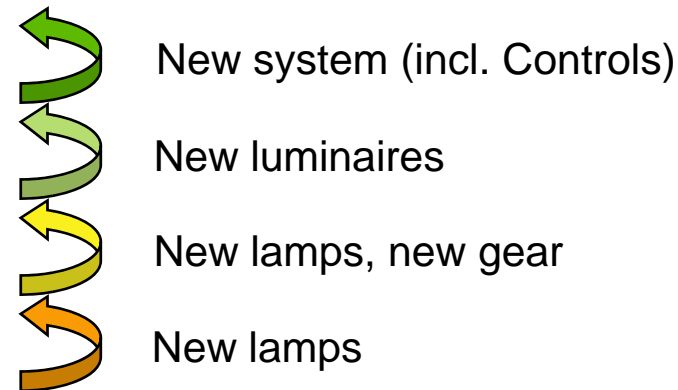 New system (incl. Controls)
New luminaires
New lamps, new gear
New lamps